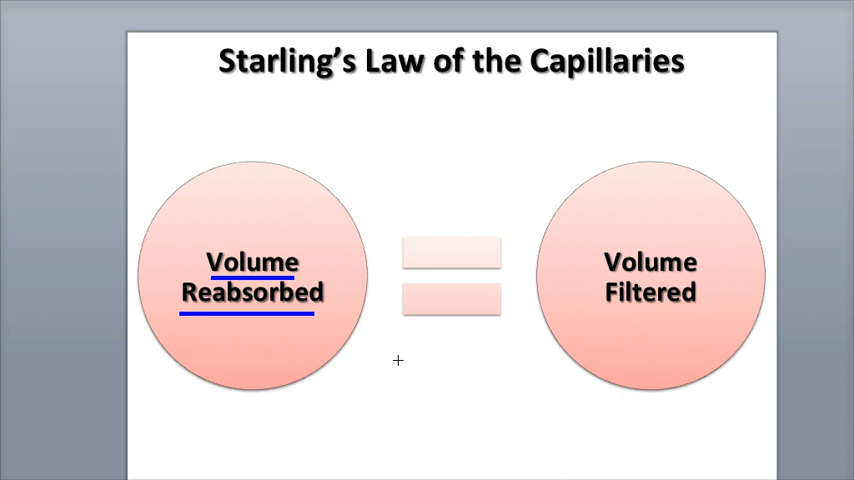 Starling’s Law of the Capillaries
Volume
Reabsorbed
Volume
Filtered